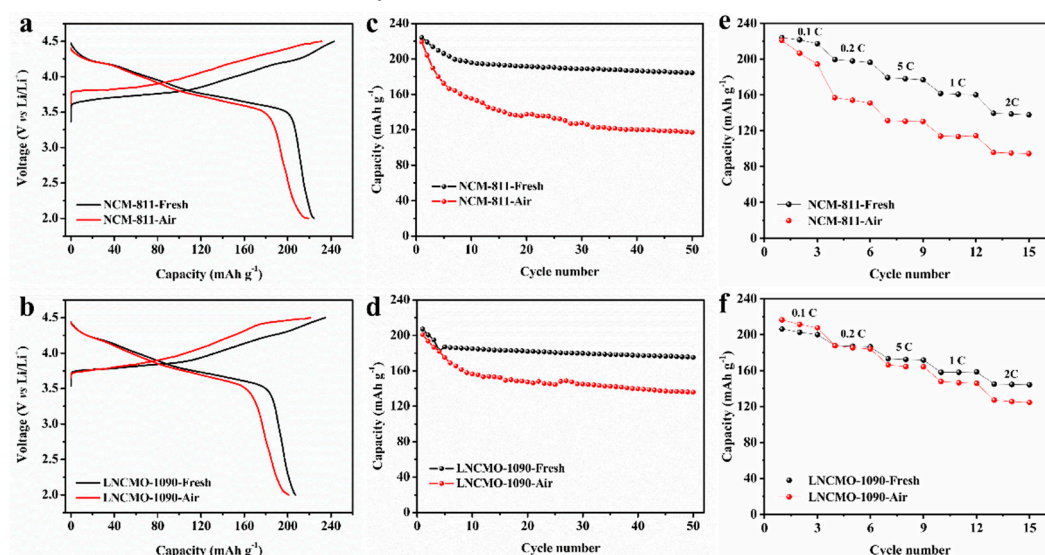 a
4.5
4.0
3.5
3.0
2.5
2.0
Voltage (V vs Li/Li⁻)
NCM-811-Fresh
NCM-811-Air
0 40 80 120 160 200 240
Capacity (mAh g⁻¹)
c
240
200
160
120
80
40
0
Capacity (mAh g⁻¹)
NCM-811-Fresh
NCM-811-Air
0 10 20 30 40 50
Cycle number
e
240
200
160
120
80
40
0
Capacity (mAh g⁻¹)
0.1 C
0.2 C
5 C
1 C
2C
NCM-811-Fresh
NCM-811-Air
0 3 6 9 12 15
Cycle number
b
4.5
4.0
3.5
3.0
2.5
2.0
Voltage (V vs Li/Li⁻)
LNCMO-1090-Fresh
LNCMO-1090-Air
0 40 80 120 160 200 240
Capacity (mAh g⁻¹)
d
240
200
160
120
80
40
0
Capacity (mAh g⁻¹)
LNCMO-1090-Fresh
LNCMO-1090-Air
0 10 20 30 40 50
Cycle number
f
240
200
160
120
80
40
0
Capacity (mAh g⁻¹)
0.1 C
0.2 C
5 C
1 C
2C
LNCMO-1090-Fresh
LNCMO-1090-Air
0 3 6 9 12 15
Cycle number